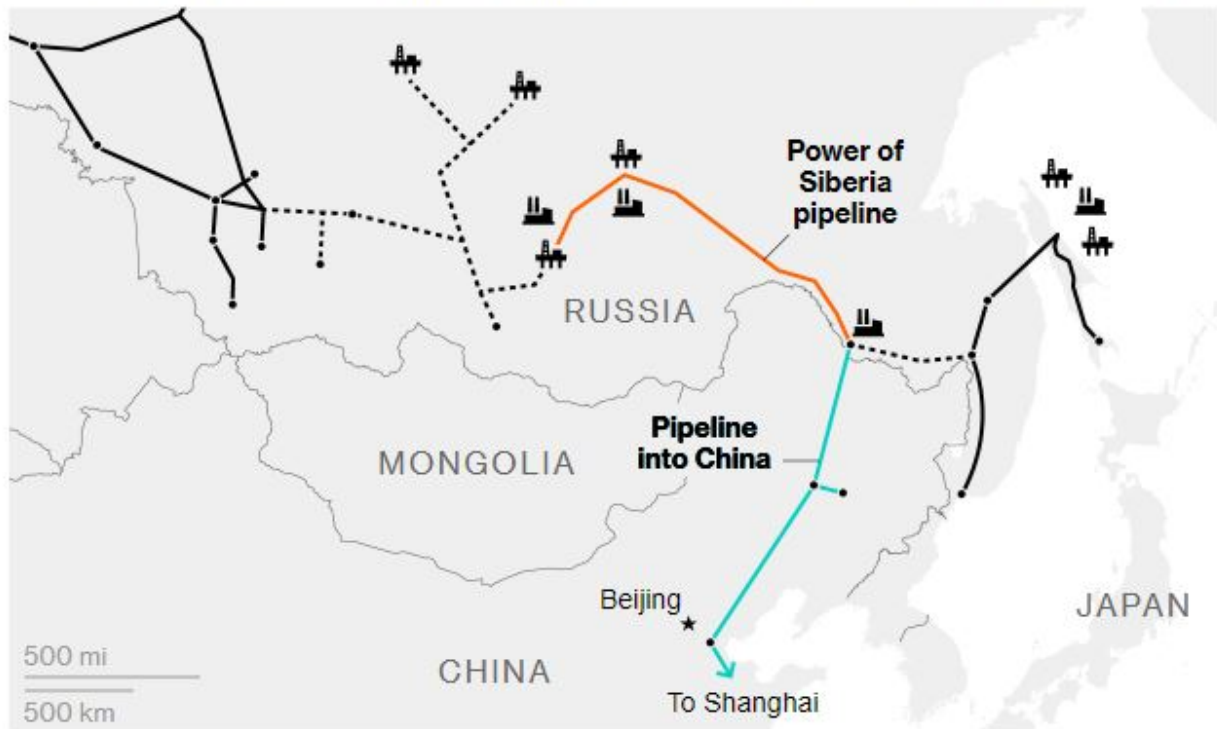 Power of
Siberia
pipeline
RUSSIA
Pipeline
into China
MONGOLIA
Beijing
JAPAN
500 mi
CHINA
To Shanghai
500 km